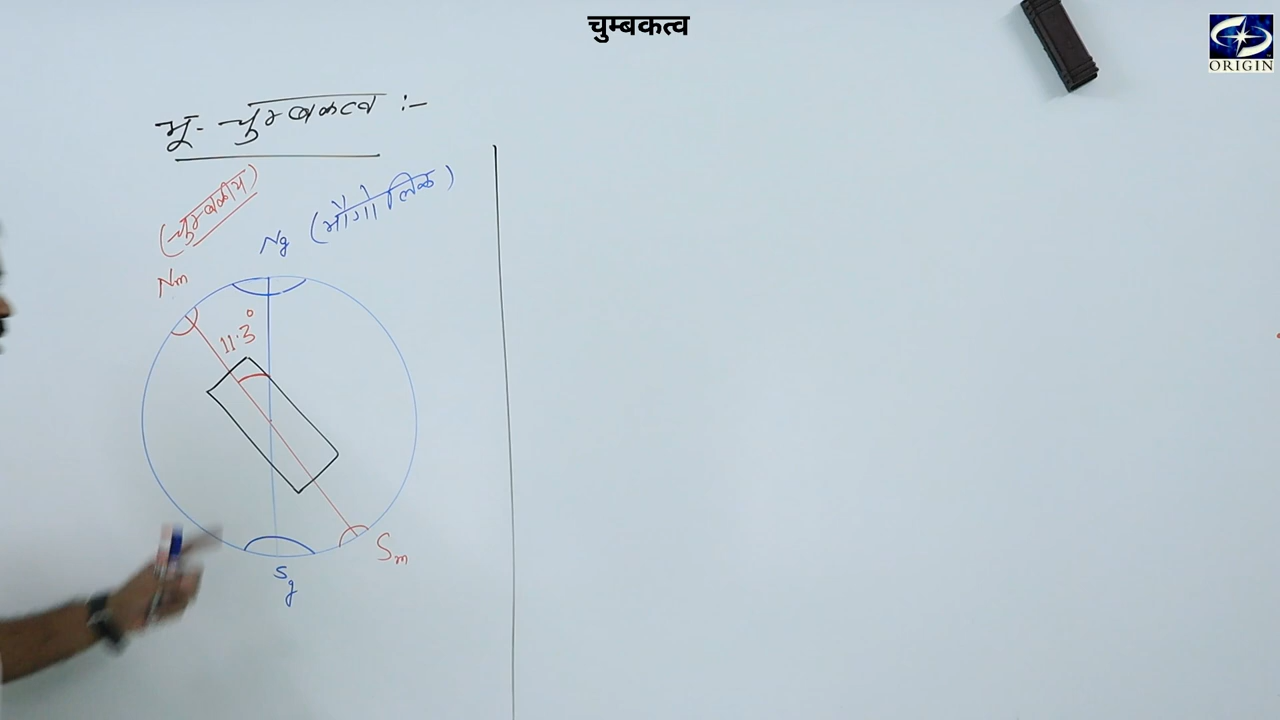 चुम्बकत्व
ORIGIN
भू- चुम्बकत्व :-
(चुम्बकीय)
Ng (भौगोलिक)
Nm
11.3°
Sm
Sg